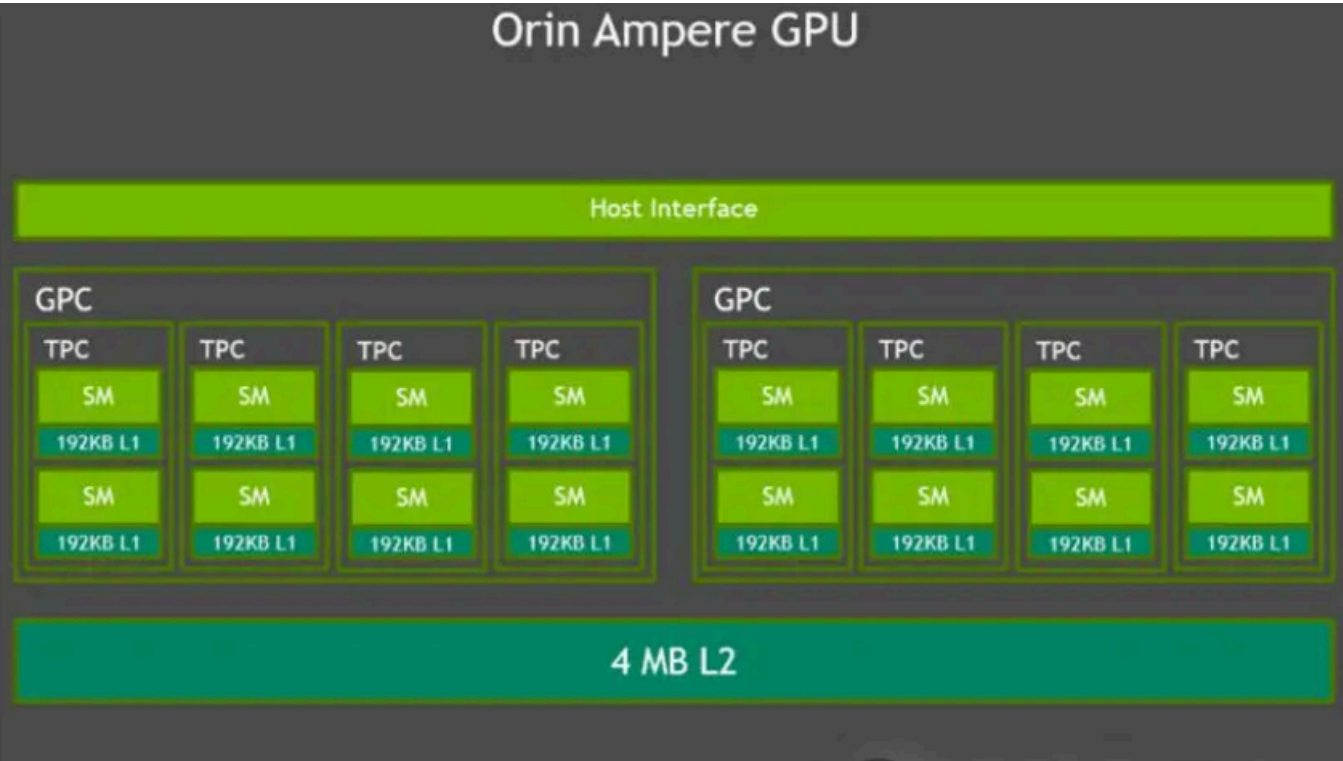 Orin Ampere GPU
Host Interface
GPC
TPC TPC TPC TPC
SM SM SM SM
192KB L1 192KB L1 192KB L1 192KB L1
SM SM SM SM
192KB L1 192KB L1 192KB L1 192KB L1
GPC
TPC TPC TPC TPC
SM SM SM SM
192KB L1 192KB L1 192KB L1 192KB L1
SM SM SM SM
192KB L1 192KB L1 192KB L1 192KB L1
4 MB L2